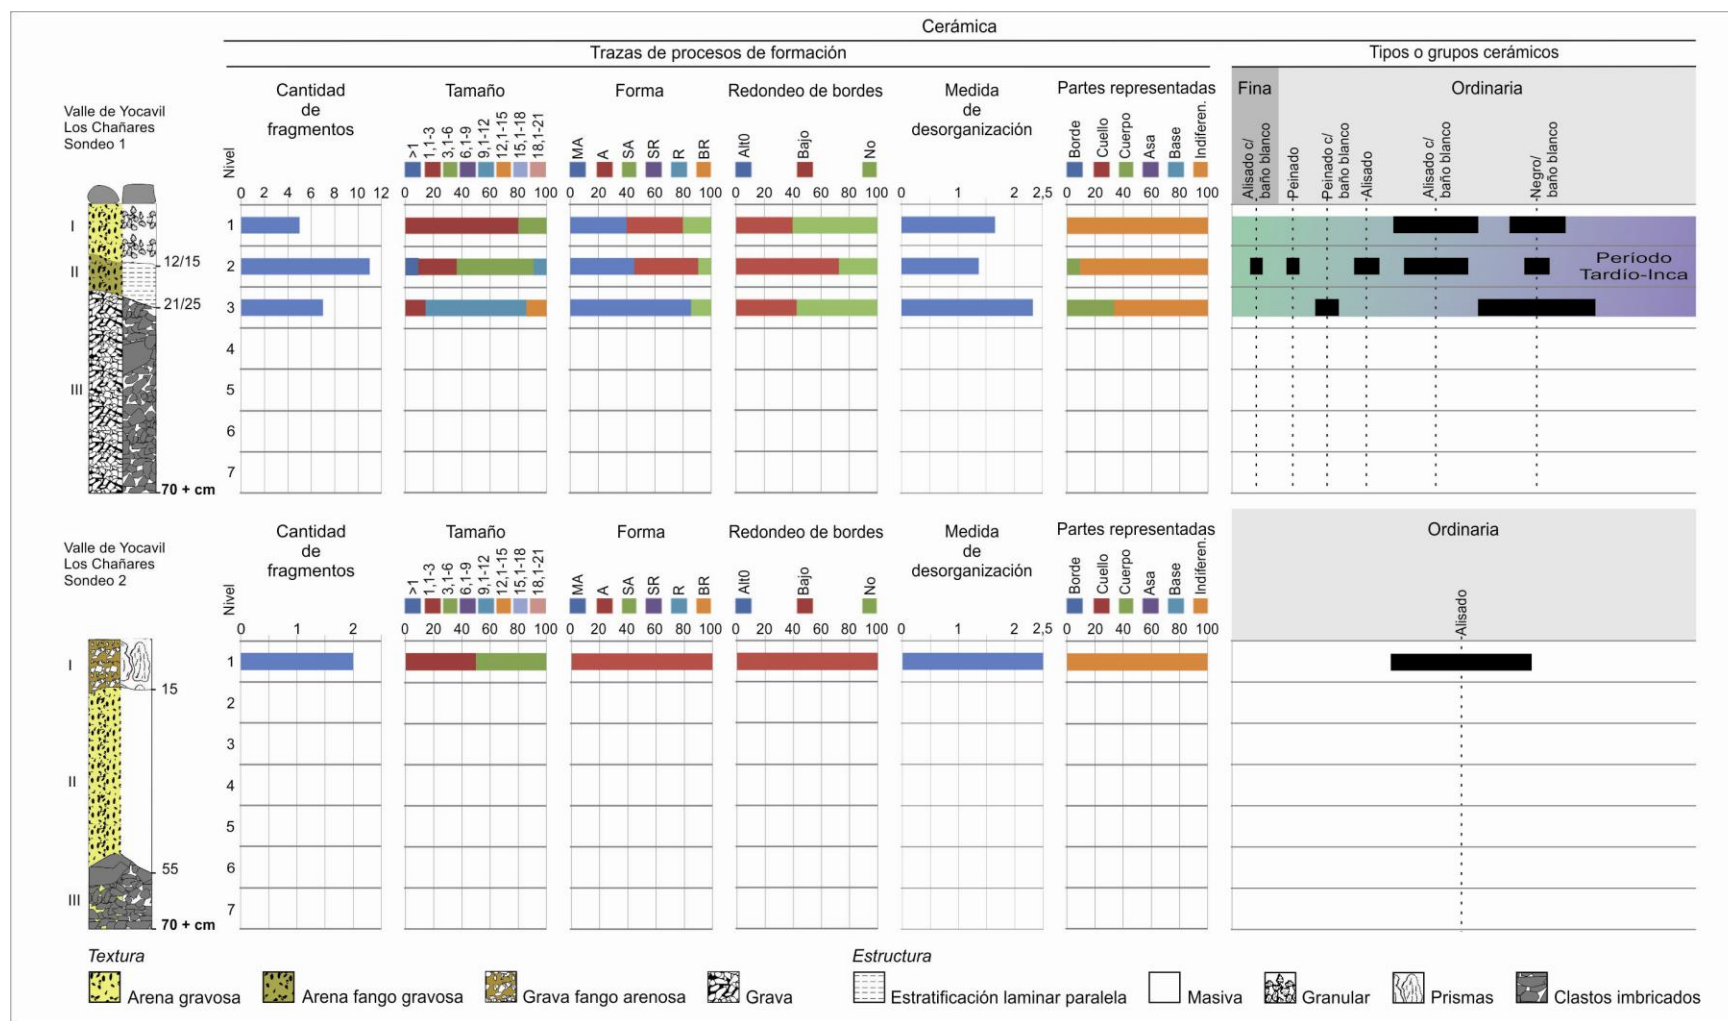 Cerámica
Trazas de procesos de formación
Tipos o grupos cerámicos
Valle de Yocavil
Los Chañares
Sondeo 1
Nivel
Cantidad
de
fragmentos
0 2 4 6 8 10 12
Tamaño
>1
1,1-3
3,1-6
6,1-9
9,1-12
12,1-15
15,1-18
18,1-21
0 20 40 60 80 100
Forma
MA
A
SA
SR
R
BR
0 20 40 60 80 100
Redondeo de bordes
Alt0
Bajo
No
0 20 40 60 80 100
Medida
de
desorganización
0 1 2 2,5
Partes representadas
Borde
Cuello
Cuerpo
Asa
Base
Indiferen.
0 20 40 60 80 100
Fina
Ordinaria
Alisado c/
baño blanco
Peinado
Peinado c/
baño blanco
Alisado
Alisado c/
baño blanco
Negro/
baño blanco
Período
Tardío-Inca
I
II
III
12/15
21/25
70 + cm
1
2
3
4
5
6
7
Valle de Yocavil
Los Chañares
Sondeo 2
Nivel
Cantidad
de
fragmentos
0 1 2
Tamaño
>1
1,1-3
3,1-6
6,1-9
9,1-12
12,1-15
15,1-18
18,1-21
0 20 40 60 80 100
Forma
MA
A
SA
SR
R
BR
0 20 40 60 80 100
Redondeo de bordes
Alt0
Bajo
No
0 20 40 60 80 100
Medida
de
desorganización
0 1 2 2,5
Partes representadas
Borde
Cuello
Cuerpo
Asa
Base
Indiferen.
0 20 40 60 80 100
Ordinaria
Alisado
I
II
III
15
55
70 + cm
1
2
3
4
5
6
7
Textura
Arena gravosa
Arena fango gravosa
Grava fango arenosa
Grava
Estructura
Estratificación laminar paralela
Masiva
Granular
Prismas
Clastos imbricados